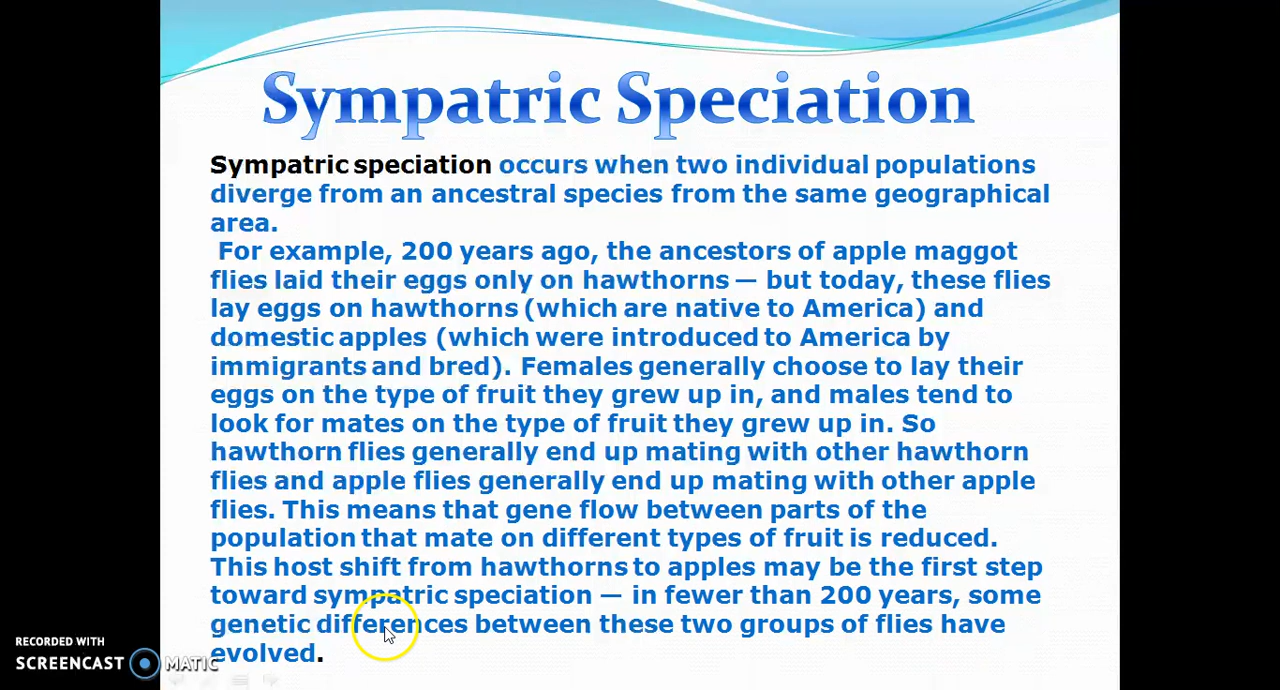 Sympatric Speciation
Sympatric speciation occurs when two individual populations
diverge from an ancestral species from the same geographical
area.
For example, 200 years ago, the ancestors of apple maggot
flies laid their eggs only on hawthorns — but today, these flies
lay eggs on hawthorns (which are native to America) and
domestic apples (which were introduced to America by
immigrants and bred). Females generally choose to lay their
eggs on the type of fruit they grew up in, and males tend to
look for mates on the type of fruit they grew up in. So
hawthorn flies generally end up mating with other hawthorn
flies and apple flies generally end up mating with other apple
flies. This means that gene flow between parts of the
population that mate on different types of fruit is reduced.
This host shift from hawthorns to apples may be the first step
toward sympatric speciation — in fewer than 200 years, some
genetic differences between these two groups of flies have
evolved.
RECORDED WITH
SCREENCAST MATIC